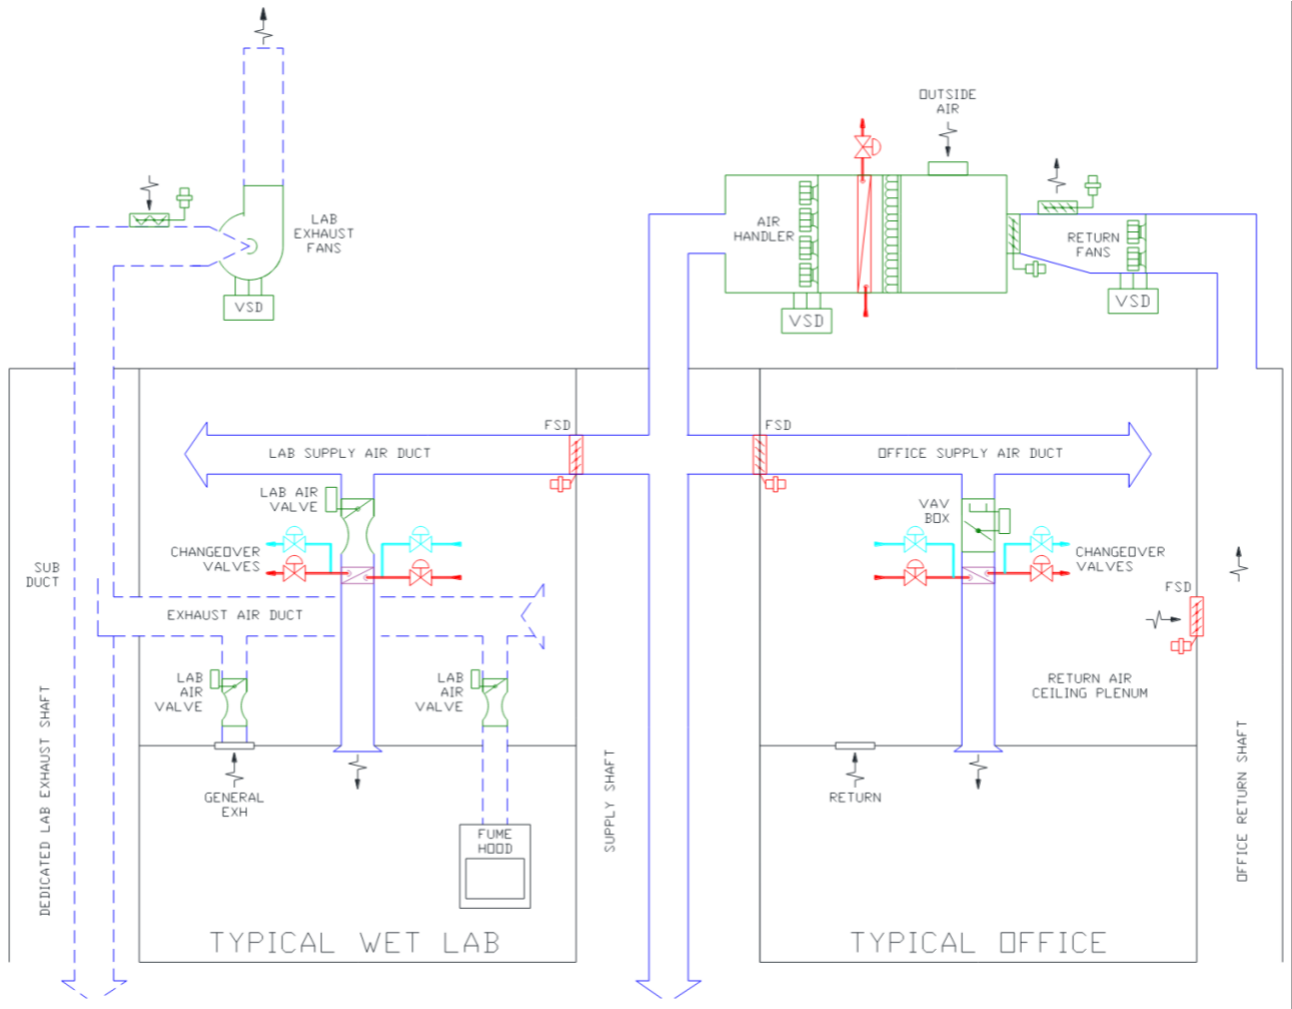 OUTSIDE
AIR
LAB
EXHAUST
FANS
VSD
AIR
HANDLER
VSD
RETURN
FANS
VSD
FSD
FSD
LAB SUPPLY AIR DUCT
OFFICE SUPPLY AIR DUCT
LAB AIR
VALVE
VAV
BOX
CHANGEOVER
VALVES
CHANGEOVER
VALVES
SUB
DUCT
FSD
EXHAUST AIR DUCT
LAB
AIR
VALVE
LAB
AIR
VALVE
RETURN AIR
CEILING PLENUM
DEDICATED LAB EXHAUST SHAFT
SUPPLY SHAFT
OFFICE RETURN SHAFT
GENERAL
EXH
RETURN
FUME
HOOD
TYPICAL WET LAB
TYPICAL OFFICE